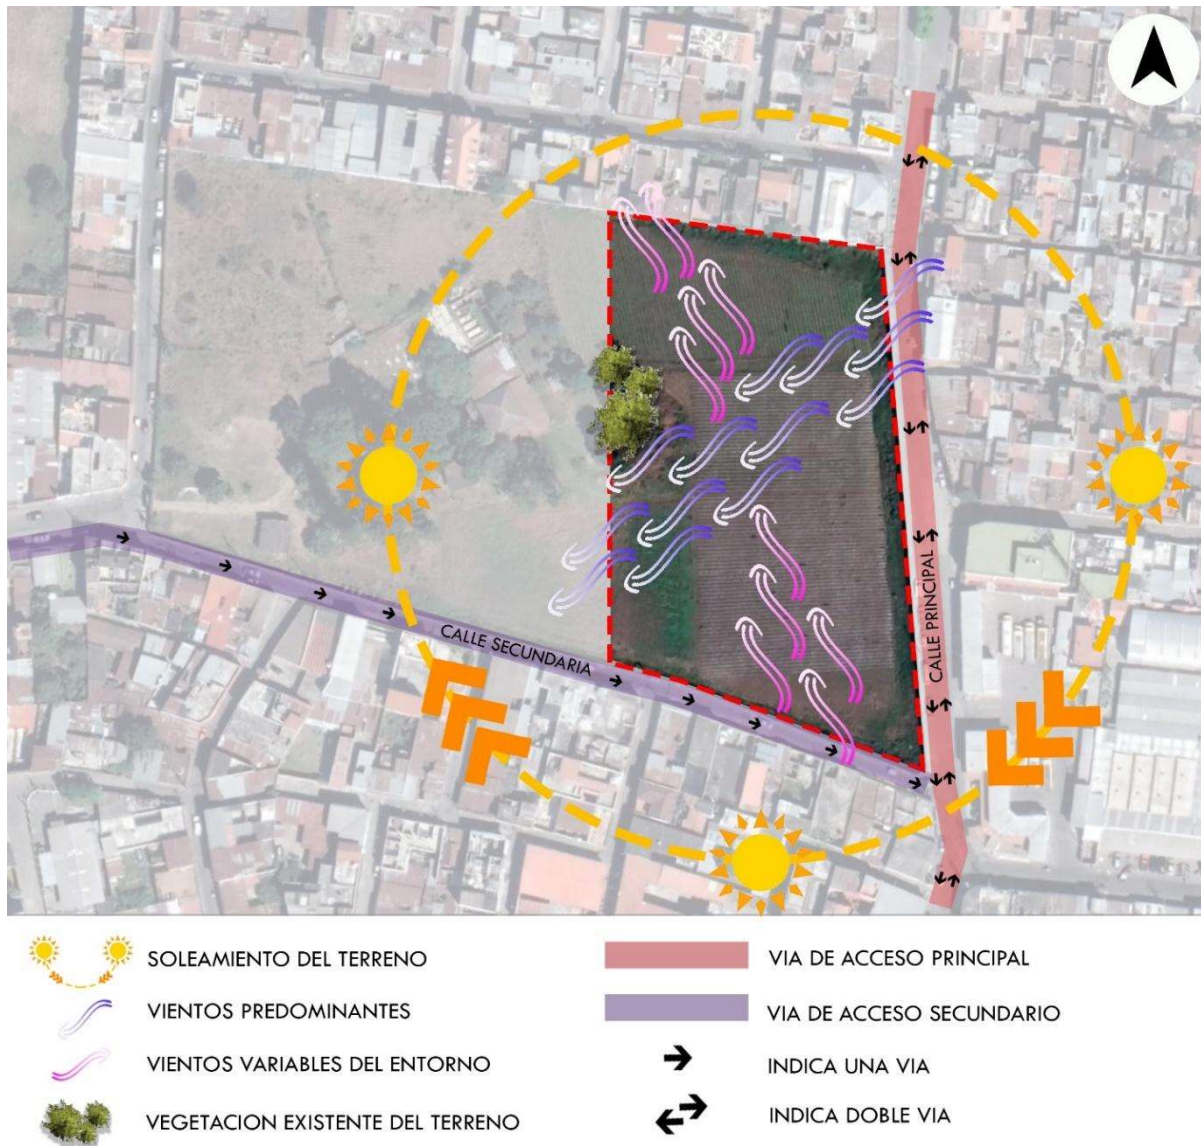 CALLE PRINCIPAL
CALLE SECUNDARIA
SOLEAMIENTO DEL TERRENO
VIENTOS PREDOMINANTES
VIENTOS VARIABLES DEL ENTORNO
VEGETACION EXISTENTE DEL TERRENO
VIA DE ACCESO PRINCIPAL
VIA DE ACCESO SECUNDARIO
INDICA UNA VIA
INDICA DOBLE VIA